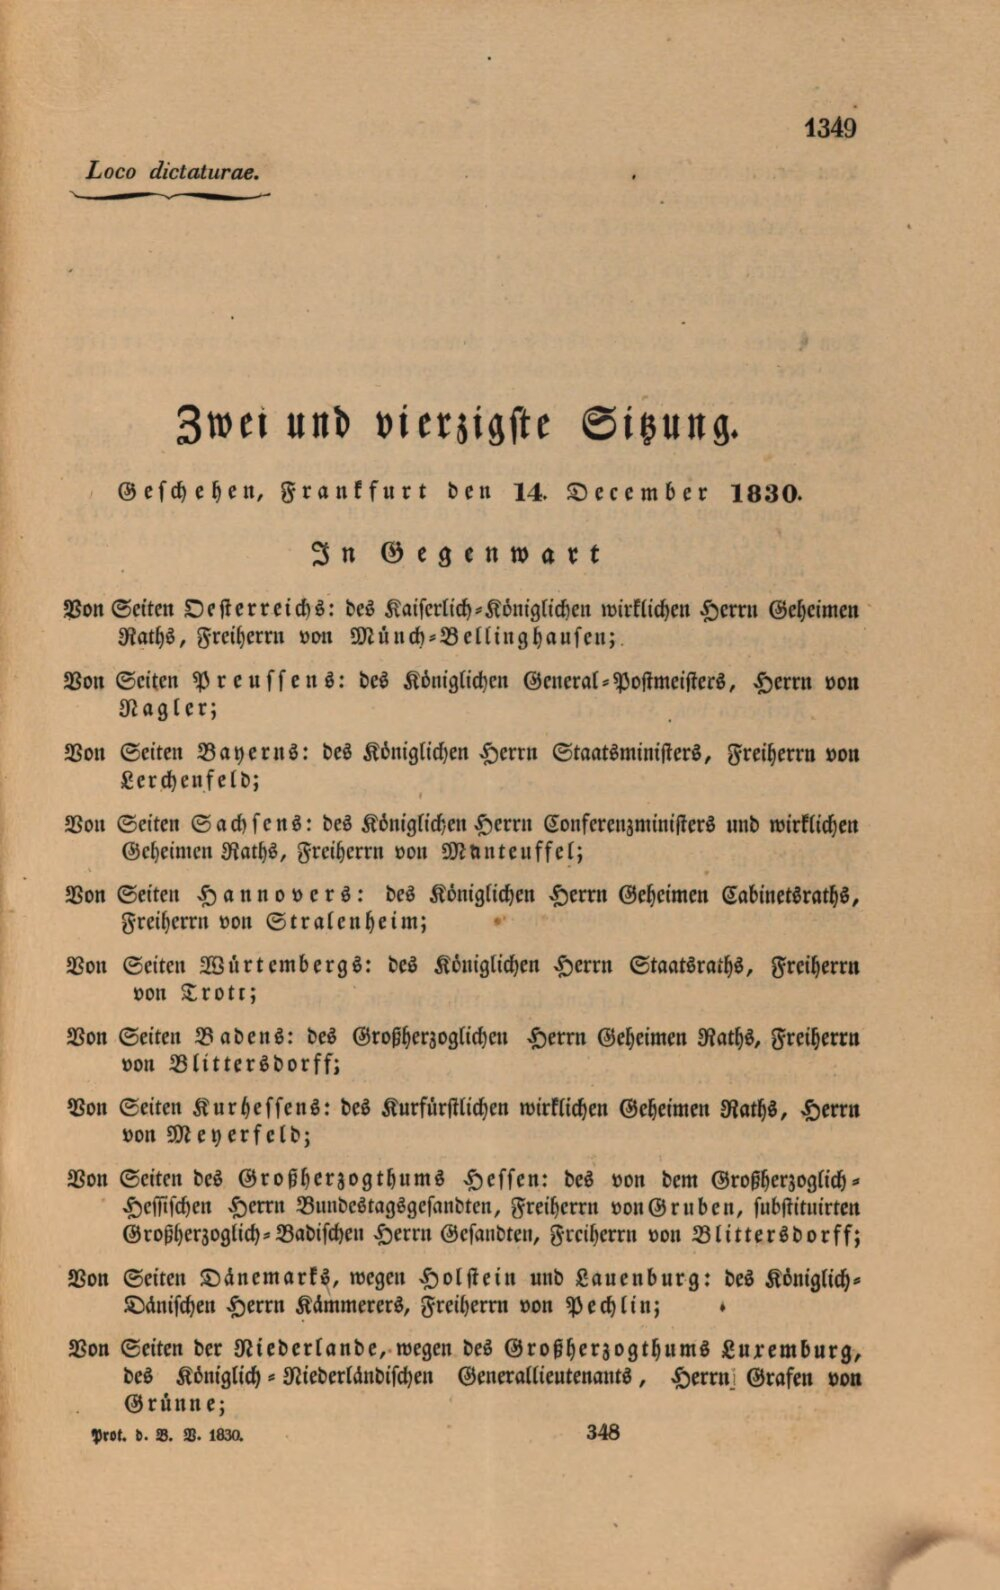 1349
Loco dictaturae.
Zwei und vierzigste Sitzung.
Geschehen, Frankfurt den 14. December 1830.
In Gegenwart
Von Seiten Oesterreichs: des Kaiserlich-Königlichen wirklichen Herrn Geheimen
Raths, Freiherrn von Münch-Bellinghausen;
Von Seiten Preussens: des Königlichen General-Postmeisters, Herrn von
Nagler;
Von Seiten Bayerns: des Königlichen Herrn Staatsministers, Freiherrn von
Lerchenfeld;
Von Seiten Sachsens: des Königlichen Herrn Conferenzministers und wirklichen
Geheimen Raths, Freiherrn von Manteuffel;
Von Seiten Hannovers: des Königlichen Herrn Geheimen Cabinetsraths,
Freiherrn von Stralenheim;
Von Seiten Würtembergs: des Königlichen Herrn Staatsraths, Freiherrn
von Trott;
Von Seiten Badens: des Großherzoglichen Herrn Geheimen Raths, Freiherrn
von Blittersdorff;
Von Seiten Kurhessens: des Kurfürstlichen wirklichen Geheimen Raths, Herrn
von Meyerfeld;
Von Seiten des Großherzogthums Hessen: des von dem Großherzoglich-
Hessischen Herrn Bundestagsgesandten, Freiherrn von Gruben, substituirten
Großherzoglich-Badischen Herrn Gesandten, Freiherrn von Blittersdorff;
Von Seiten Dänemarks, wegen Holstein und Lauenburg: des Königlich-
Dänischen Herrn Kämmerers, Freiherrn von Pechlin;
Von Seiten der Niederlande, wegen des Großherzogthums Luxemburg,
des Königlich-Niederländischen Generallieutenants, Herrn Grafen von
Grünne;
Prot. d. B. V. 1830.
348